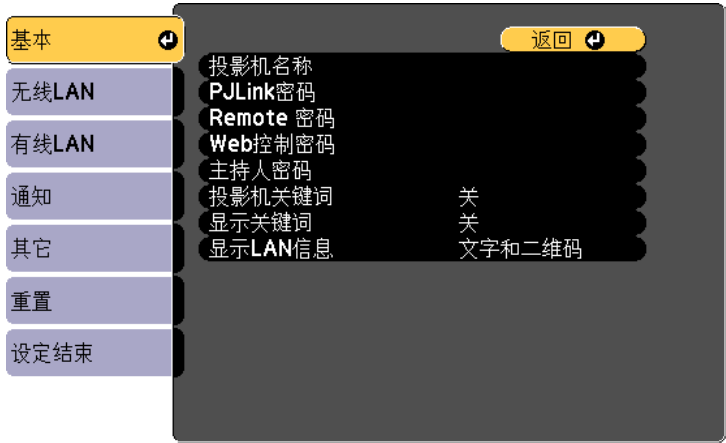 基本
无线LAN
有线LAN
通知
其它
重置
设定结束
返回
投影机名称
PJLink密码
Remote 密码
Web控制密码
主持人密码
投影机关键词 关
显示关键词 关
显示LAN信息 文字和二维码